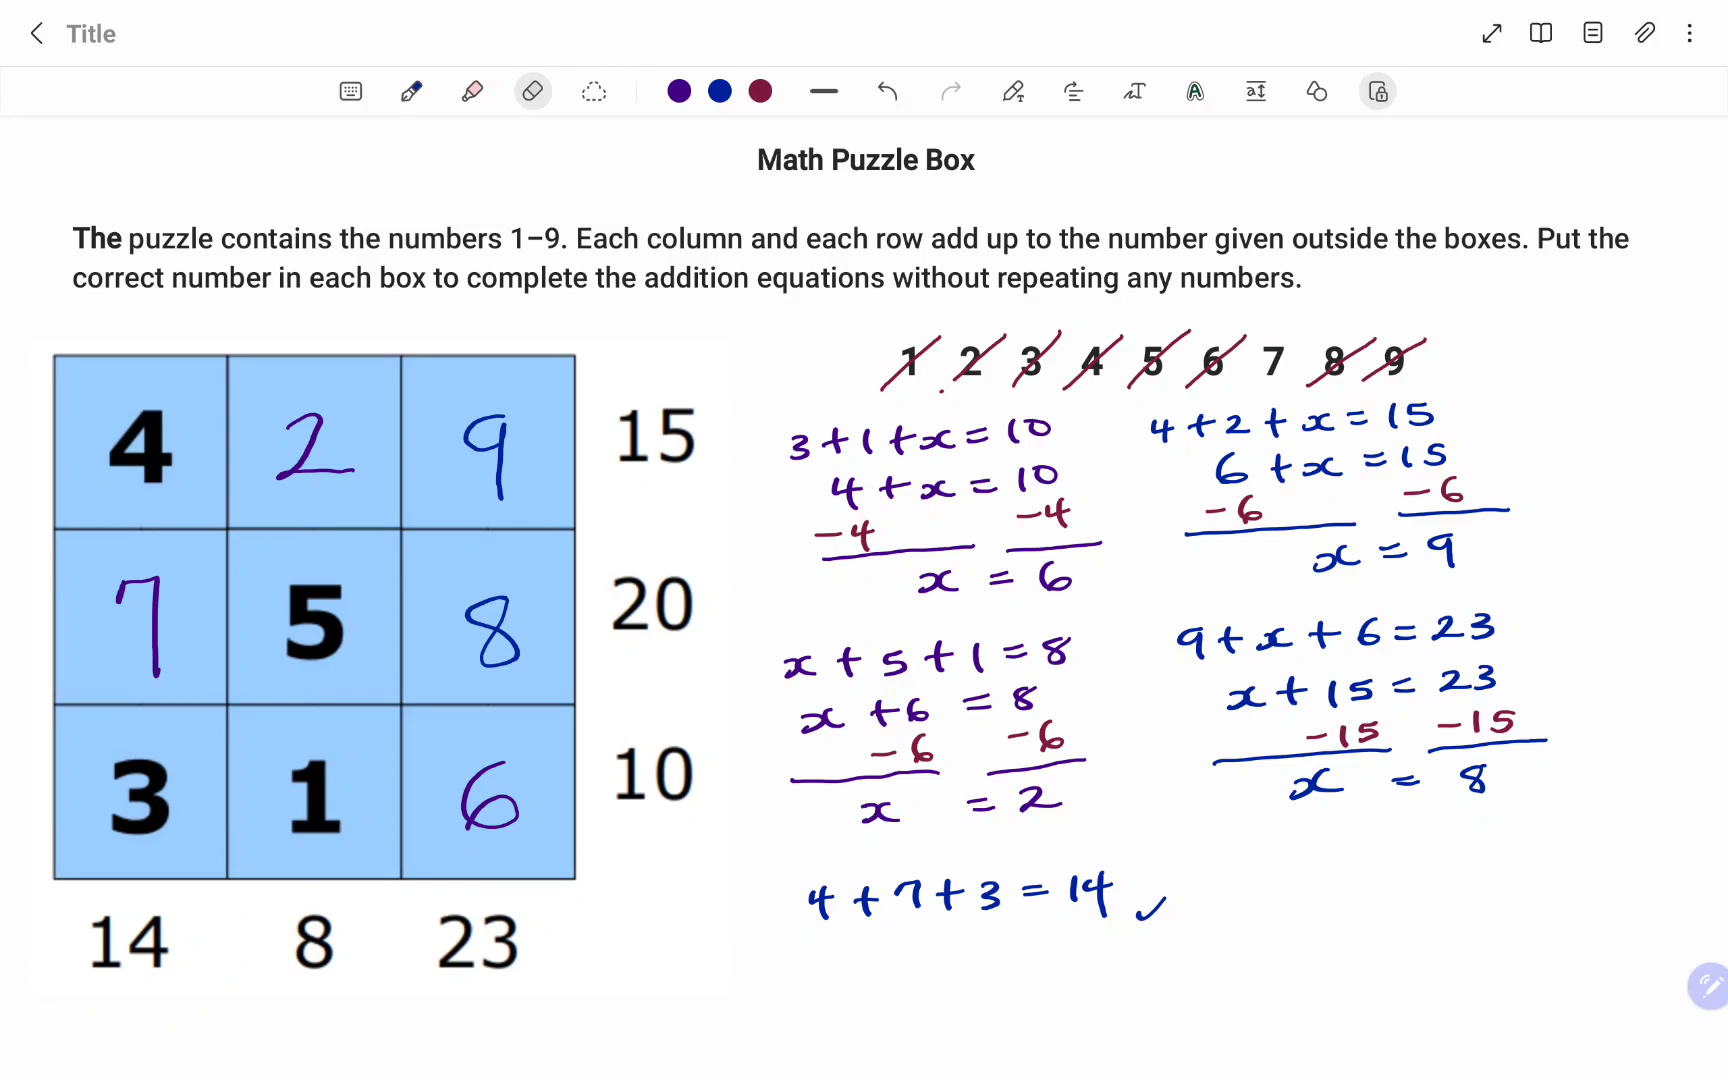 Title
Math Puzzle Box
The puzzle contains the numbers 1–9. Each column and each row add up to the number given outside the boxes. Put the
correct number in each box to complete the addition equations without repeating any numbers.
1 2 3 4 5 6 7 8 9
4 2 9 15
7 5 8 20
3 1 6 10
14 8 23
3 + 1 + x = 10
4 + x = 10
-4 -4
x = 6
x + 5 + 1 = 8
x + 6 = 8
-6 -6
x = 2
4 + 2 + x = 15
6 + x = 15
-6 -6
x = 9
9 + x + 6 = 23
x + 15 = 23
-15 -15
x = 8
4 + 7 + 3 = 14 ✓